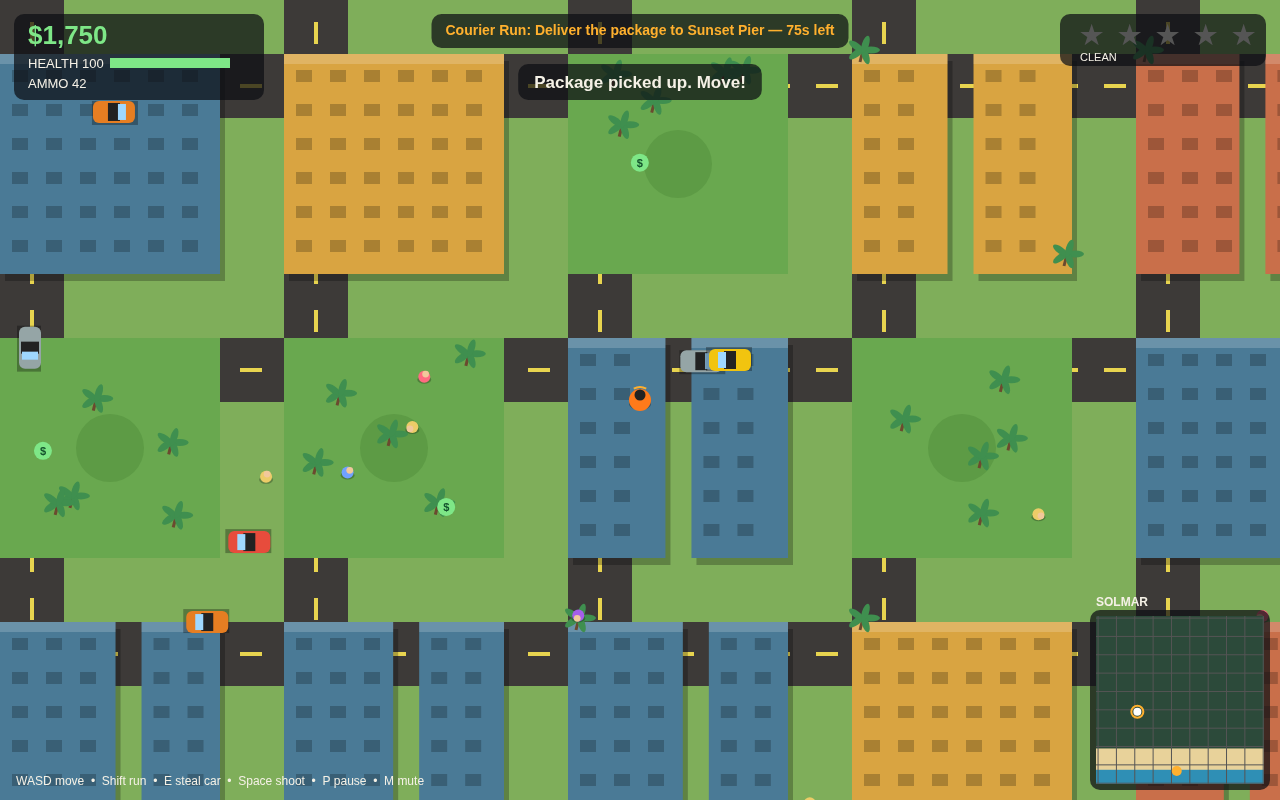 $1,750
HEALTH 100
AMMO 42
Courier Run: Deliver the package to Sunset Pier — 75s left
Package picked up. Move!
CLEAN
$
$
$
SOLMAR
WASD move • Shift run • E steal car • Space shoot • P pause • M mute